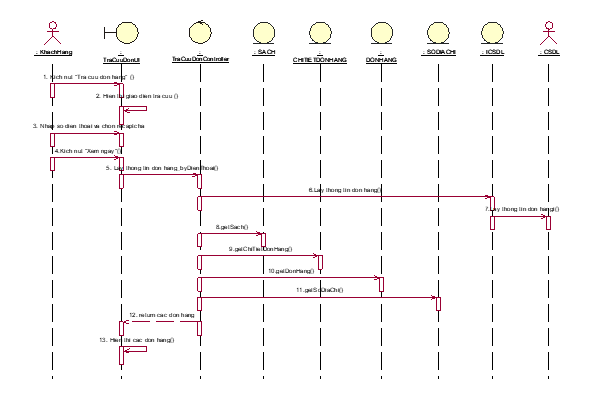 : KhachHang
: TraCuuDonUI
: TraCuuDonController
: SACH
: CHITIETDONHANG
: DONHANG
: SODIACHI
: ICSDL
: CSDL
1. Kich nut "Tra cuu don hang" ()
2. Hien thi giao dien tra cuu ()
3. Nhap so dien thoai va chon recapicha
4.Kich nut "Xem ngay"()
5. Lay thong tin don hang_byDienThoai()
6.Lay thong tin don hang()
7.Lay thong tin don hang()
8.getSach()
9.getChiTietDonHang()
10.getDonHang()
11.getSoDiaChi()
12. return cac don hang
13. Hien thi cac don hang()